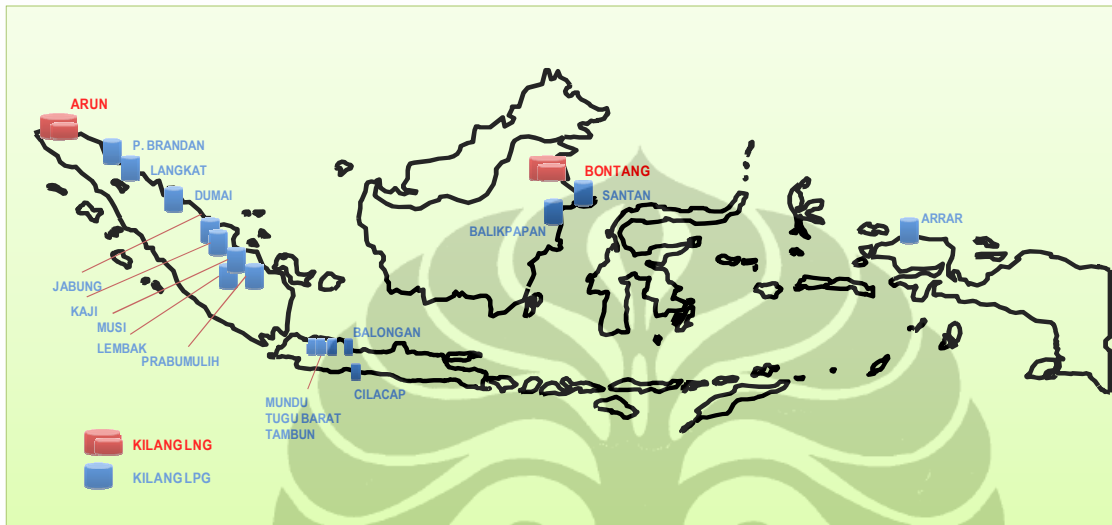 ARUN
P. BRANDAN
LANGKAT
DUMAI
JABUNG
KAJI
MUSI
LEMBAK
PRABUMULIH
BONTANG
SANTAN
BALIKPAPAN
ARRAR
BALONGAN
CILACAP
MUNDU
TUGU BARAT
TAMBUN
KILANG LNG
KILANG LPG